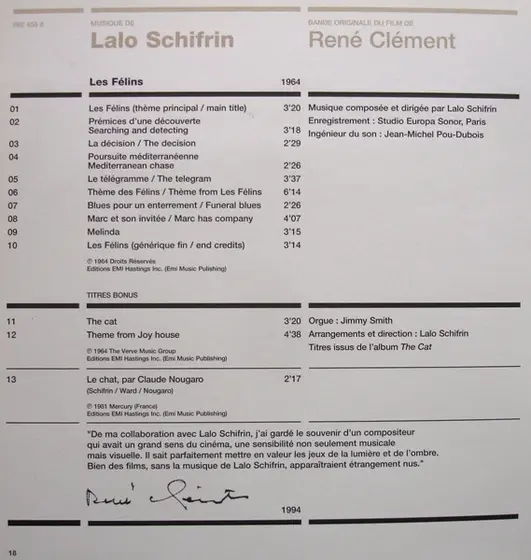 MUSIQUE DE
BANDE ORIGINALE DU FILM DE
Lalo Schifrin
René Clément
Les Félins 1964
01 Les Félins (thème principal / main title) 3'20
02 Prémices d'une découverte
Searching and detecting 3'18
03 La décision / The decision 2'29
04 Poursuite méditerranéenne
Mediterranean chase 2'26
05 Le télégramme / The telegram 3'37
06 Thème des Félins / Theme from Les Félins 6'14
07 Blues pour un enterrement / Funeral blues 2'26
08 Marc et son invitée / Marc has company 4'07
09 Melinda 3'15
10 Les Félins (générique fin / end credits) 3'14
Musique composée et dirigée par Lalo Schifrin
Enregistrement : Studio Europa Sonor, Paris
Ingénieur du son : Jean-Michel Pou-Dubois
℗ 1964 Droits Réservés
Editions EMI Hastings Inc. (Emi Music Pulishing)
TITRES BONUS
11 The cat 3'20
12 Theme from Joy house 4'38
Orgue : Jimmy Smith
Arrangements et direction : Lalo Schifrin
Titres issus de l'album The Cat
℗ 1964 The Verve Music Group
Editions EMI Hastings Inc. (Emi Music Publishing)
13 Le chat, par Claude Nougaro 2'17
(Schifrin / Ward / Nougaro)
℗ 1981 Mercury (France)
Editions EMI Hastings Inc. (Emi Music Publishing)
"De ma collaboration avec Lalo Schifrin, j'ai gardé le souvenir d'un compositeur
qui avait un grand sens du cinéma, une sensibilité non seulement musicale
mais visuelle. Il sait parfaitement mettre en valeur les jeux de la lumière et de l'ombre.
Bien des films, sans la musique de Lalo Schifrin, apparaîtraient étrangement nus."
René Clément
1994
18